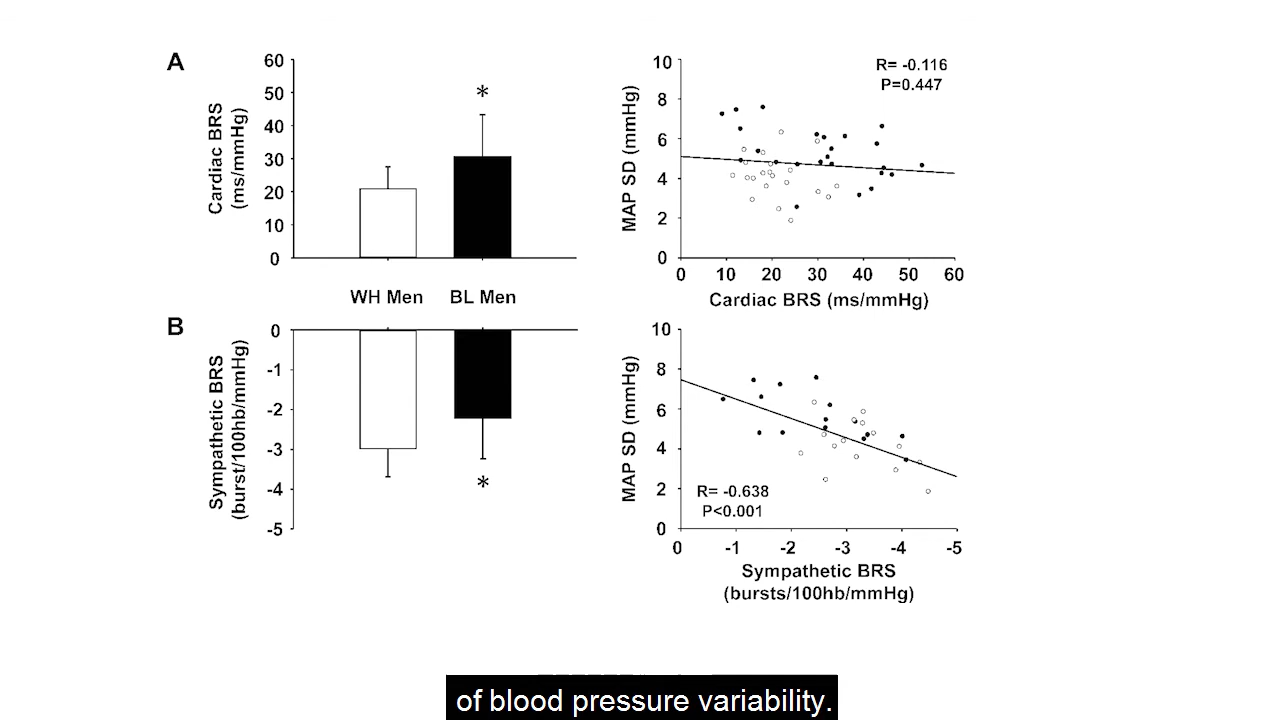 A
Cardiac BRS
(ms/mmHg)
60
50
40
30
20
10
0
*
WH Men BL Men
MAP SD (mmHg)
10
8
6
4
2
0
R= -0.116
P=0.447
0 10 20 30 40 50 60
Cardiac BRS (ms/mmHg)
B
Sympathetic BRS
(burst/100hb/mmHg)
0
-1
-2
-3
-4
-5
*
MAP SD (mmHg)
10
8
6
4
2
0
R= -0.638
P<0.001
0 -1 -2 -3 -4 -5
Sympathetic BRS
(bursts/100hb/mmHg)
of blood pressure variability.